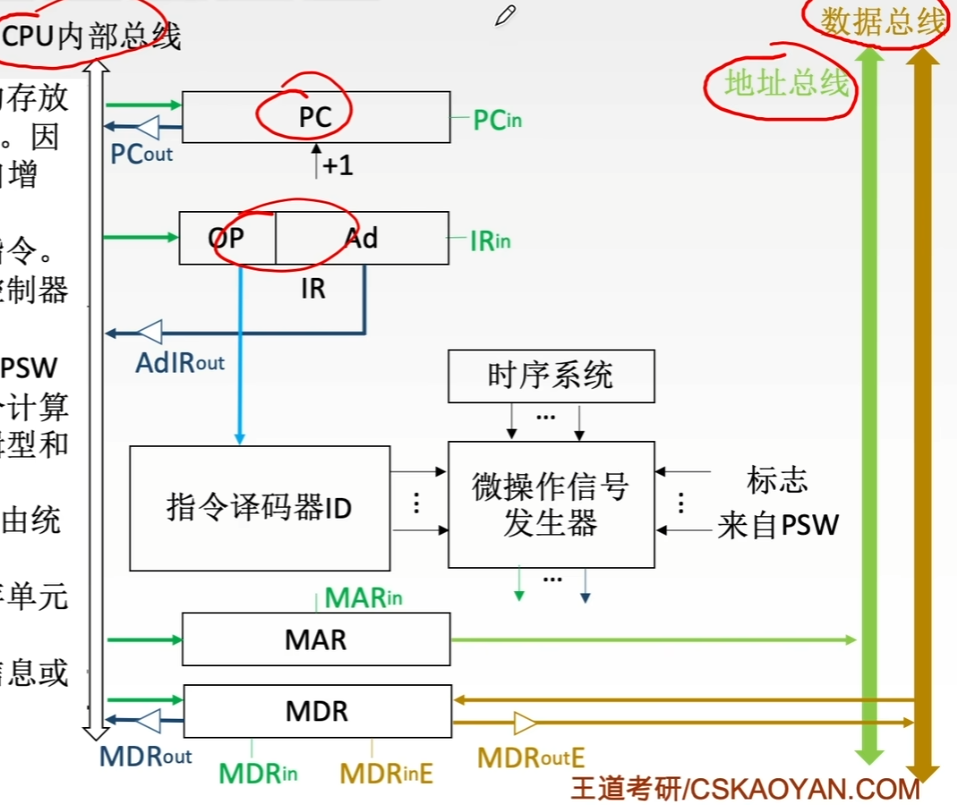 CPU内部总线
数据总线
地址总线
存放
。因
增
PC
PCin
PCout
+1
OP
Ad
IRin
IR
指令。
控制器
AdIRout
PSW
计算
型和
由统
单元
信息或
时序系统
...
指令译码器ID
...
微操作信号
发生器
...
标志
来自PSW
...
MARin
MAR
MDR
MDRout
MDRin
MDRinE
MDRoutE
王道考研/CSKAOYAN.COM